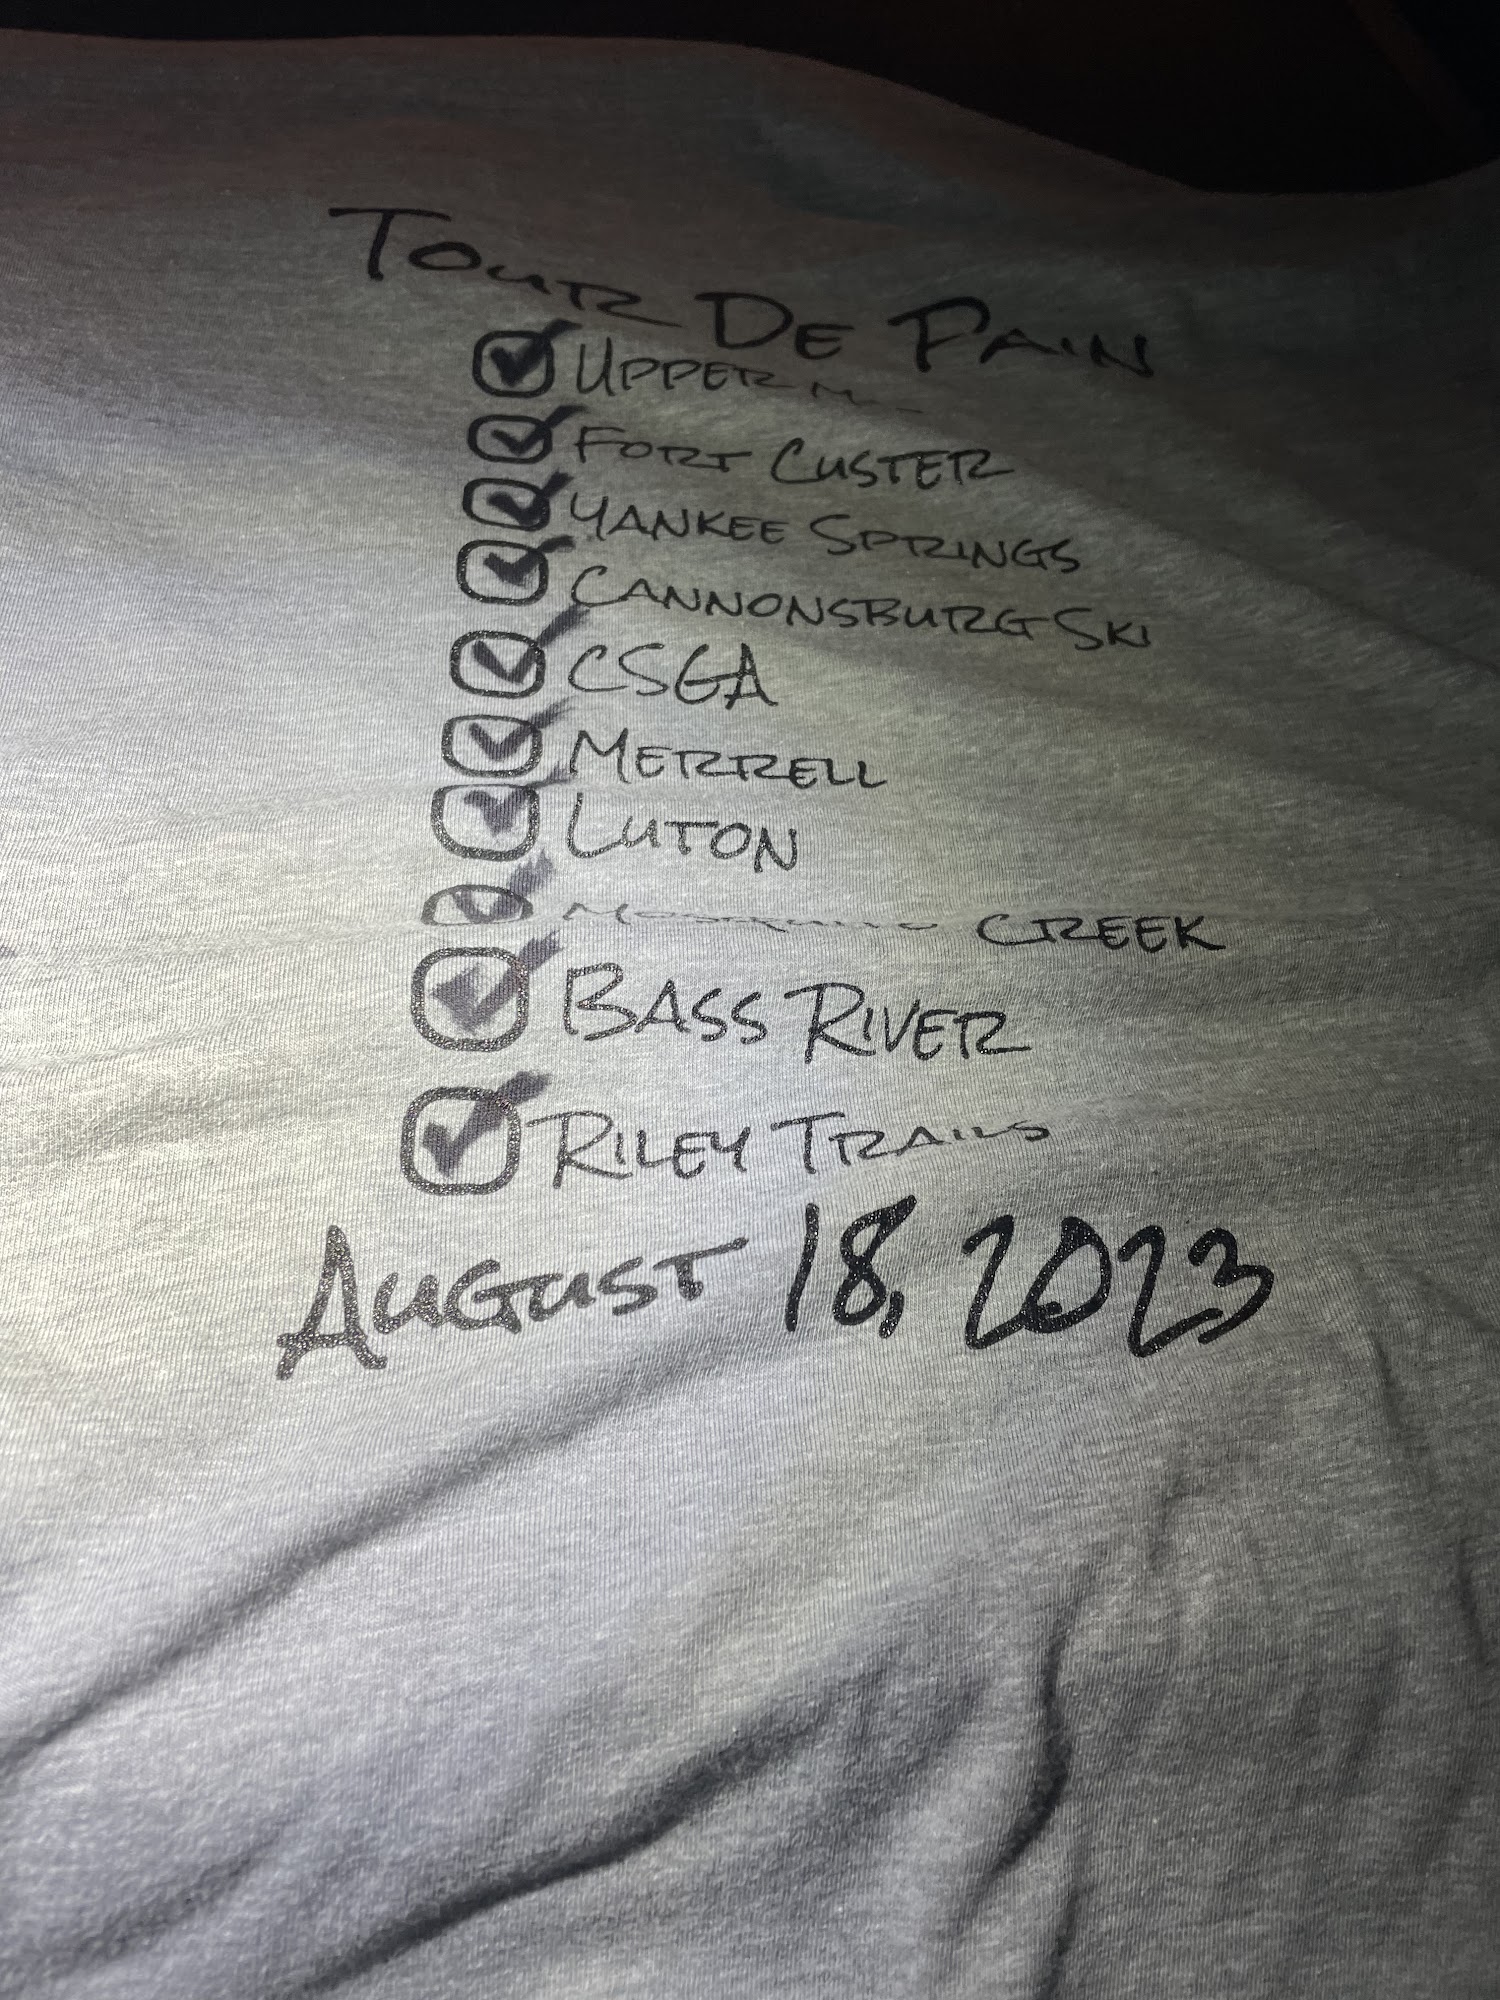 TOUR DE PAIN
UPPER
FORT CUSTER
YANKEE SPRINGS
CANNONSBURG SKI
CSGA
MERRELL
LUTON
CREEK
BASS RIVER
RILEY TRAILS
AUGUST 18, 2023